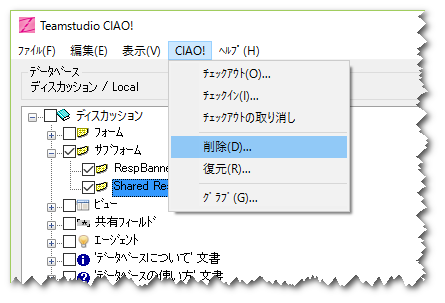 Teamstudio CIAO!
ﾌｧｲﾙ(F) 編集(E) 表示(V) CIAO! ﾍﾙﾌﾟ(H)
ﾃﾞｰﾀﾍﾞｰｽ
ﾃﾞｨｽｶｯｼｮﾝ / Local
ﾁｪｯｸｱｳﾄ(O)...
ﾁｪｯｸｲﾝ(I)...
ﾁｪｯｸｱｳﾄの取り消し
削除(D)...
復元(R)...
ｸﾞﾗﾌﾞ(G)...
ﾃﾞｨｽｶｯｼｮﾝ
ﾌｫｰﾑ
ｻﾌﾞﾌｫｰﾑ
RespBanne
Shared Res
ﾋﾞｭｰ
共有ﾌｨｰﾙﾄﾞ
ｴｰｼﾞｪﾝﾄ
'ﾃﾞｰﾀﾍﾞｰｽについて' 文書
'ﾃﾞｰﾀﾍﾞｰｽの使い方' 文書